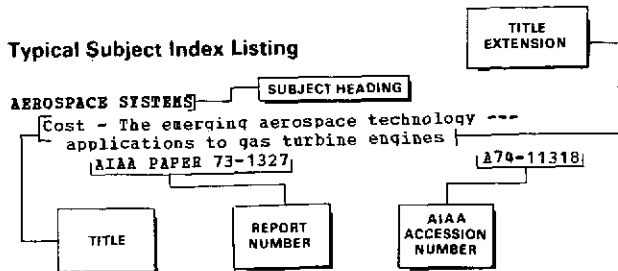 TITLE
EXTENSION
Typical Subject Index Listing
SUBJECT HEADING
AEROSPACE SYSTEMS
Cost - The emerging aerospace technology ---
applications to gas turbine engines
AIAA PAPER 73-1327
A74-11318
TITLE
REPORT
NUMBER
AIAA
ACCESSION
NUMBER